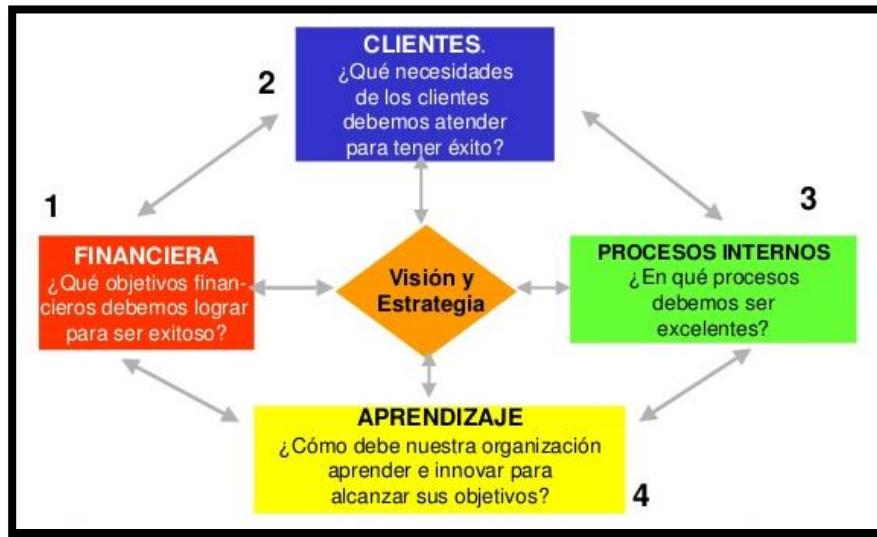 CLIENTES.
¿Qué necesidades
de los clientes
debemos atender
para tener éxito?
2
1
FINANCIERA
¿Qué objetivos finan-
cieros debemos lograr
para ser exitoso?
Visión y
Estrategia
3
PROCESOS INTERNOS
¿En qué procesos
debemos ser
excelentes?
APRENDIZAJE
¿Cómo debe nuestra organización
aprender e innovar para
alcanzar sus objetivos?
4